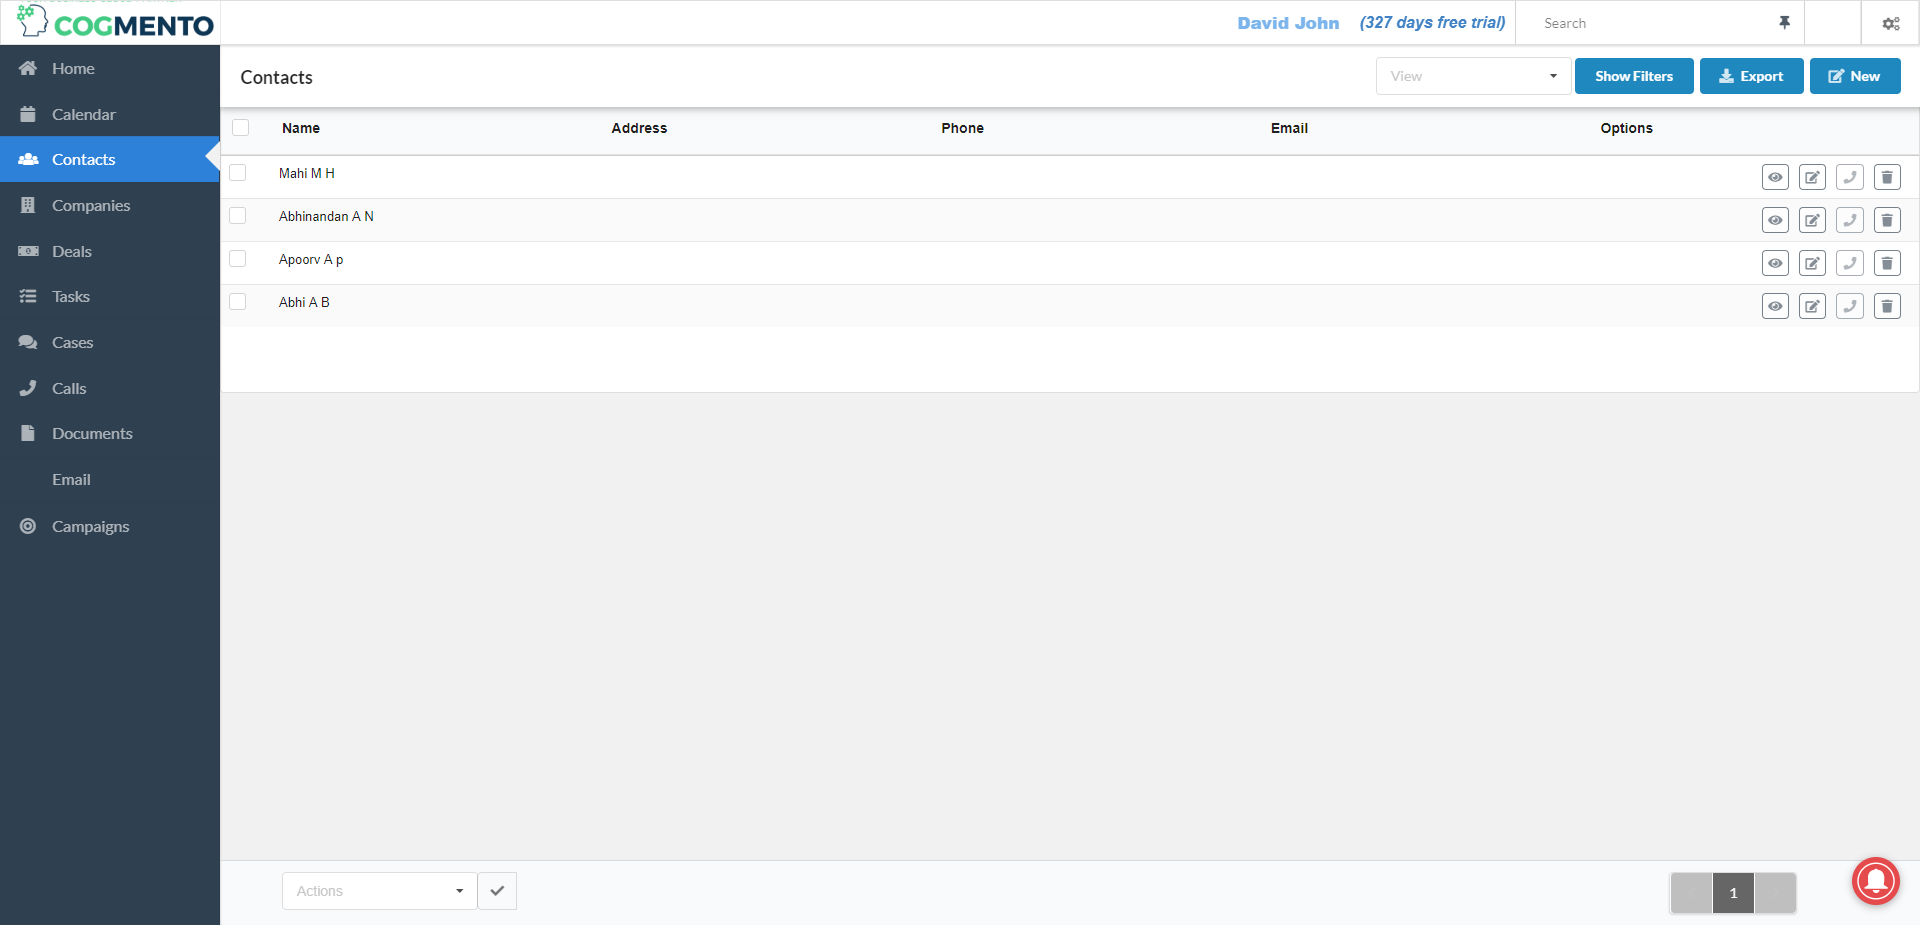 COGMENTO
David John (327 days free trial) Search
Home
Calendar
Contacts
Companies
Deals
Tasks
Cases
Calls
Documents
Email
Campaigns
Contacts
View Show Filters Export New
Name Address Phone Email Options
Mahi M H
Abhinandan A N
Apoorv A p
Abhi A B
Actions
1